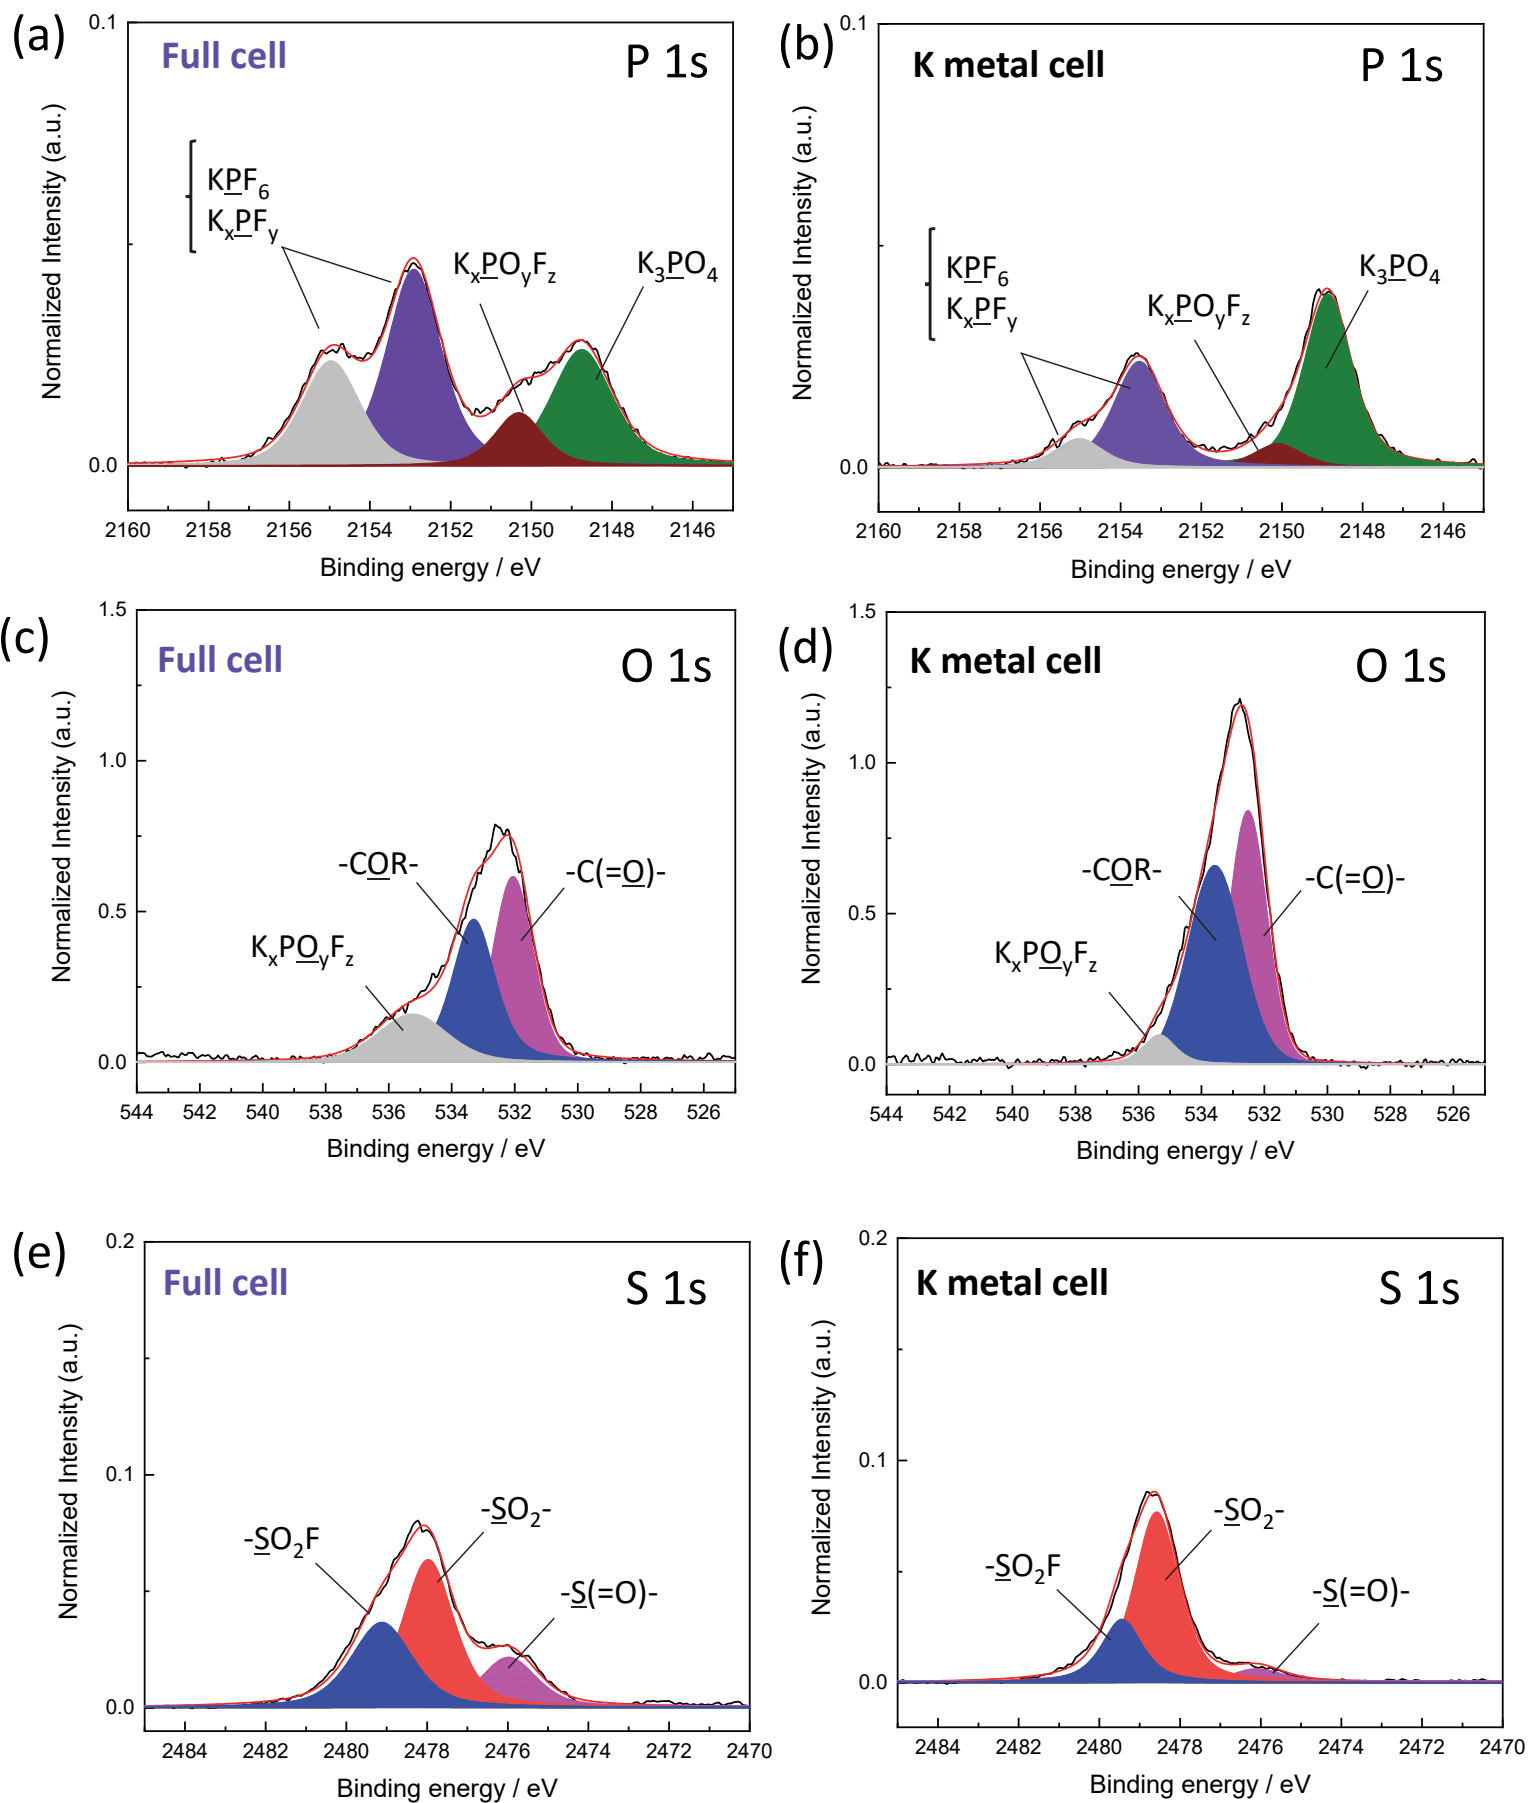 (a)
0.1
Full cell
P 1s
Normalized Intensity (a.u.)
KPF6
KxPFy
KxPOyFz
K3PO4
0.0
2160 2158 2156 2154 2152 2150 2148 2146
Binding energy / eV
(b)
0.1
K metal cell
P 1s
Normalized Intensity (a.u.)
KPF6
KxPFy
KxPOyFz
K3PO4
0.0
2160 2158 2156 2154 2152 2150 2148 2146
Binding energy / eV
(c)
1.5
Full cell
O 1s
Normalized Intensity (a.u.)
1.0
-COR-
-C(=O)-
0.5
KxPOyFz
0.0
544 542 540 538 536 534 532 530 528 526
Binding energy / eV
(d)
1.5
K metal cell
O 1s
Normalized Intensity (a.u.)
1.0
-COR-
-C(=O)-
0.5
KxPOyFz
0.0
544 542 540 538 536 534 532 530 528 526
Binding energy / eV
(e)
0.2
Full cell
S 1s
Normalized Intensity (a.u.)
0.1
-SO2-
-SO2F
-S(=O)-
0.0
2484 2482 2480 2478 2476 2474 2472 2470
Binding energy / eV
(f)
0.2
K metal cell
S 1s
Normalized Intensity (a.u.)
0.1
-SO2-
-SO2F
-S(=O)-
0.0
2484 2482 2480 2478 2476 2474 2472 2470
Binding energy / eV